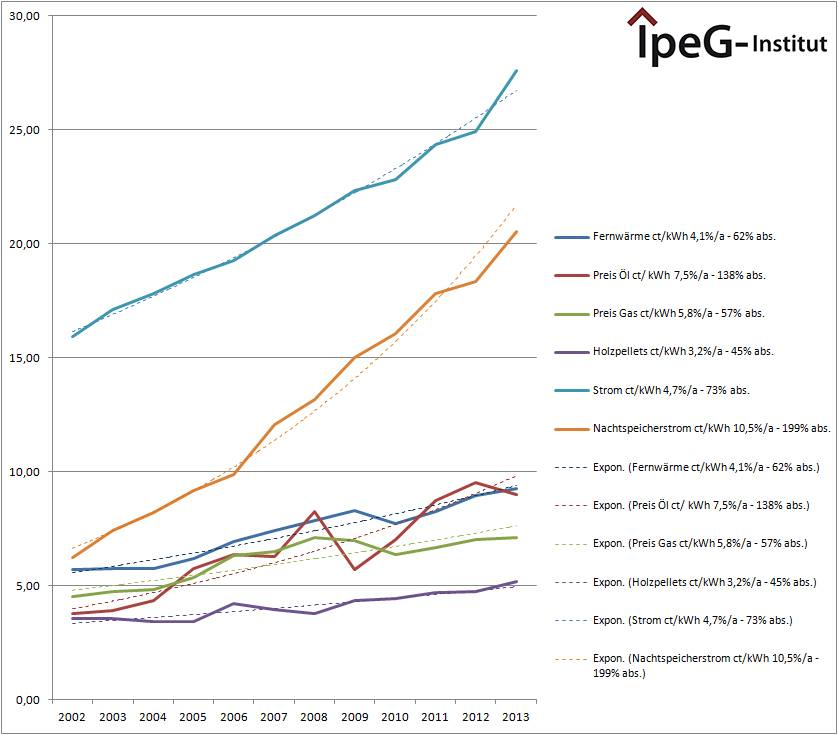 IpeG-Institut
30,00
25,00
20,00
15,00
10,00
5,00
0,00
2002 2003 2004 2005 2006 2007 2008 2009 2010 2011 2012 2013
Fernwärme ct/kWh 4,1%/a - 62% abs.
Preis Öl ct/ kWh 7,5%/a - 138% abs.
Preis Gas ct/kWh 5,8%/a - 57% abs.
Holzpellets ct/kWh 3,2%/a - 45% abs.
Strom ct/kWh 4,7%/a - 73% abs.
Nachtspeicherstrom ct/kWh 10,5%/a - 199% abs.
Expon. (Fernwärme ct/kWh 4,1%/a - 62% abs.)
Expon. (Preis Öl ct/ kWh 7,5%/a - 138% abs.)
Expon. (Preis Gas ct/kWh 5,8%/a - 57% abs.)
Expon. (Holzpellets ct/kWh 3,2%/a - 45% abs.)
Expon. (Strom ct/kWh 4,7%/a - 73% abs.)
Expon. (Nachtspeicherstrom ct/kWh 10,5%/a -
199% abs.)